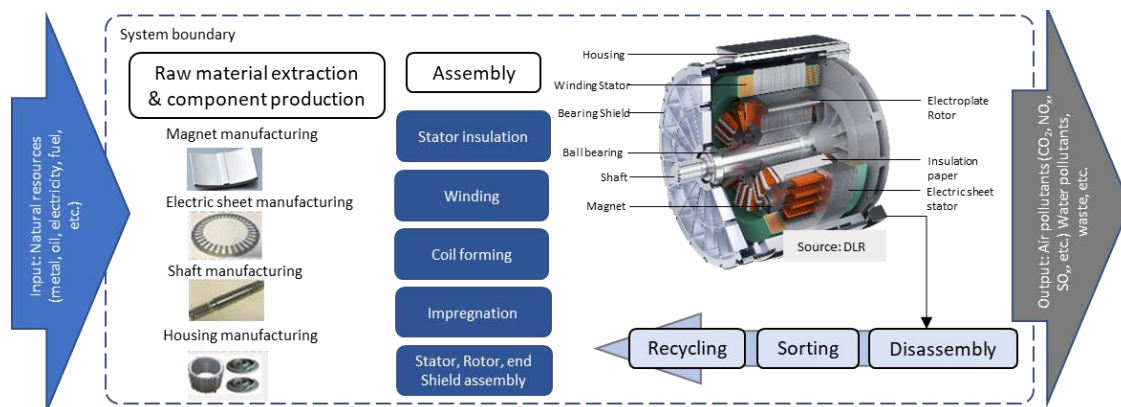 Input: Natural resources
(metal, oil, electricity, fuel,
etc.)
System boundary
Raw material extraction
& component production
Magnet manufacturing
Electric sheet manufacturing
Shaft manufacturing
Housing manufacturing
Assembly
Stator insulation
Winding
Coil forming
Impregnation
Stator, Rotor, end
Shield assembly
Housing
Winding Stator
Bearing Shield
Ball bearing
Shaft
Magnet
Electroplate
Rotor
Insulation
paper
Electric sheet
stator
Source: DLR
Recycling
Sorting
Disassembly
Output: Air pollutants (CO₂, NOₓ,
SOₓ, etc.) Water pollutants,
waste, etc.